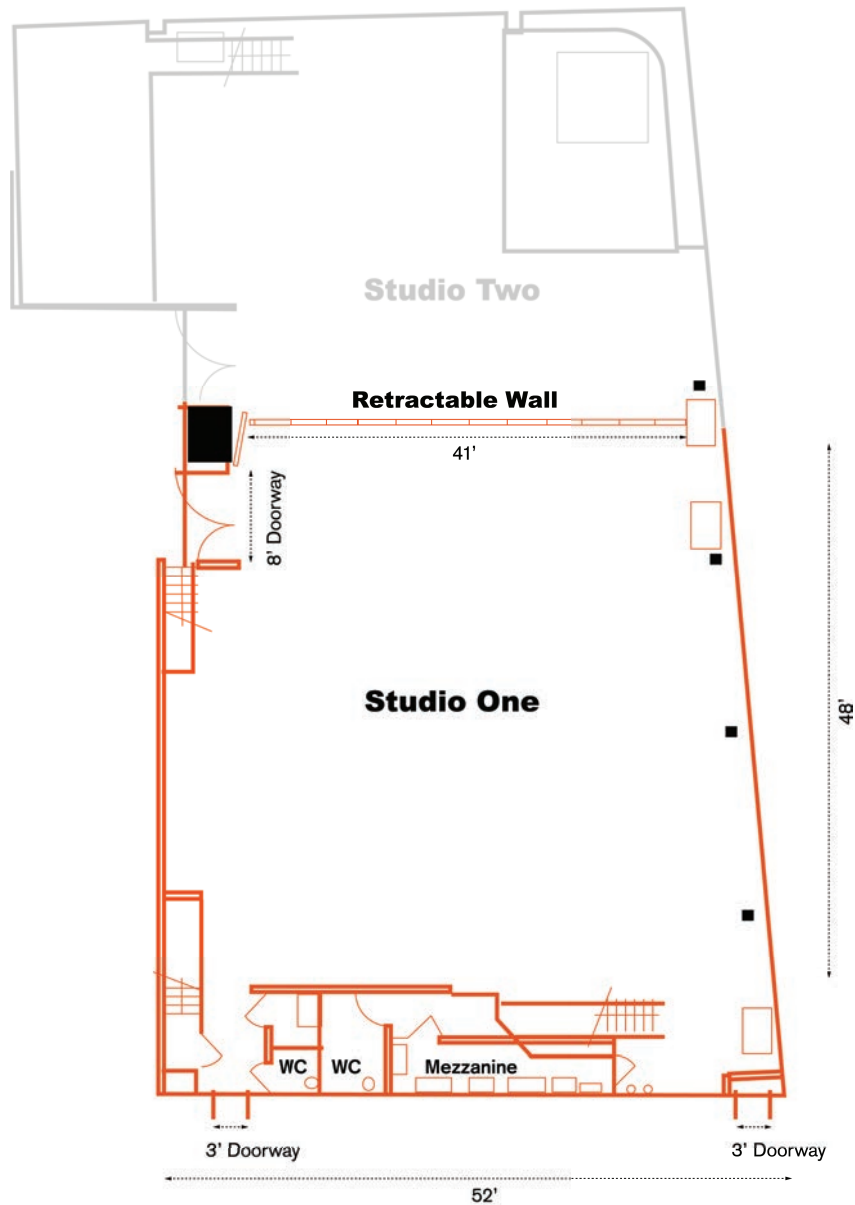 Studio Two
Retractable Wall
41'
8' Doorway
Studio One
48'
WC
WC
Mezzanine
3' Doorway
3' Doorway
52'